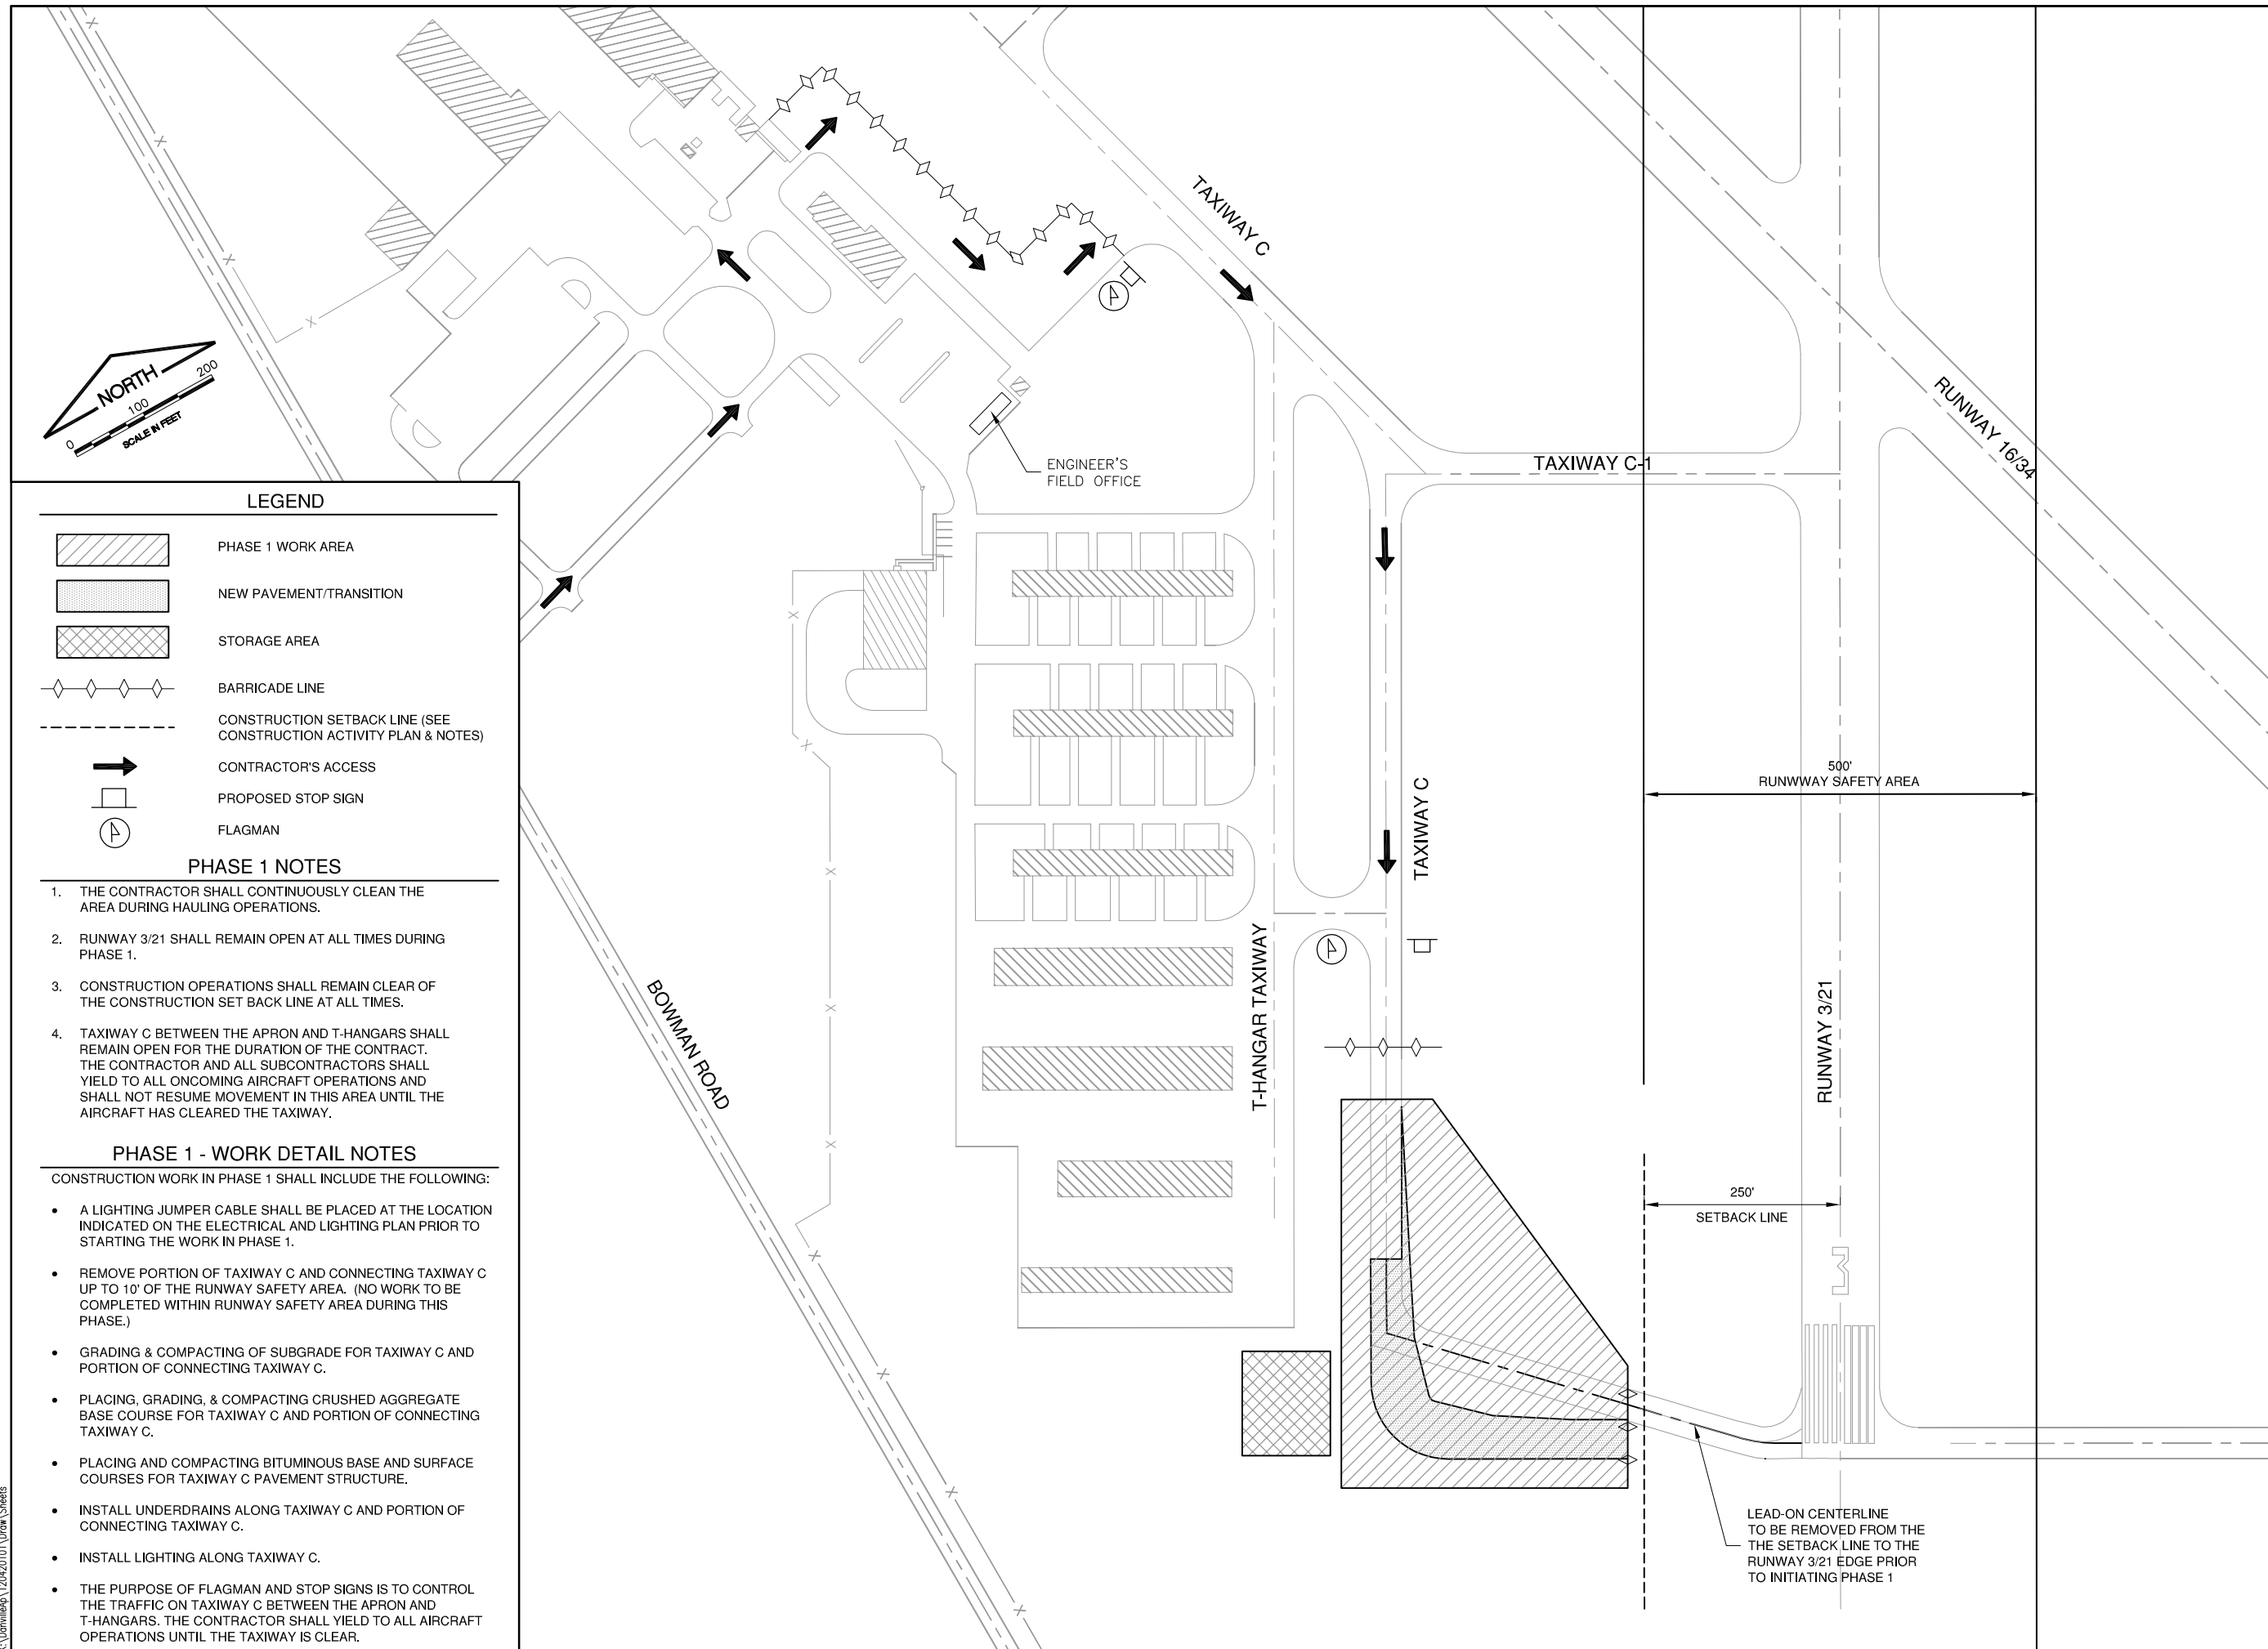 TAXIWAY C
RUNWAY 16/34
NORTH
0
100
200
SCALE IN FEET
TAXIWAY C-1
ENGINEER'S
FIELD OFFICE
LEGEND
PHASE 1 WORK AREA
NEW PAVEMENT/TRANSITION
STORAGE AREA
BARRICADE LINE
CONSTRUCTION SETBACK LINE (SEE
CONSTRUCTION ACTIVITY PLAN & NOTES)
CONTRACTOR'S ACCESS
PROPOSED STOP SIGN
FLAGMAN
PHASE 1 NOTES
1. THE CONTRACTOR SHALL CONTINUOUSLY CLEAN THE
AREA DURING HAULING OPERATIONS.
2. RUNWAY 3/21 SHALL REMAIN OPEN AT ALL TIMES DURING
PHASE 1.
3. CONSTRUCTION OPERATIONS SHALL REMAIN CLEAR OF
THE CONSTRUCTION SET BACK LINE AT ALL TIMES.
4. TAXIWAY C BETWEEN THE APRON AND T-HANGARS SHALL
REMAIN OPEN FOR THE DURATION OF THE CONTRACT.
THE CONTRACTOR AND ALL SUBCONTRACTORS SHALL
YIELD TO ALL ONCOMING AIRCRAFT OPERATIONS AND
SHALL NOT RESUME MOVEMENT IN THIS AREA UNTIL THE
AIRCRAFT HAS CLEARED THE TAXIWAY.
PHASE 1 - WORK DETAIL NOTES
CONSTRUCTION WORK IN PHASE 1 SHALL INCLUDE THE FOLLOWING:
• A LIGHTING JUMPER CABLE SHALL BE PLACED AT THE LOCATION
INDICATED ON THE ELECTRICAL AND LIGHTING PLAN PRIOR TO
STARTING THE WORK IN PHASE 1.
• REMOVE PORTION OF TAXIWAY C AND CONNECTING TAXIWAY C
UP TO 10' OF THE RUNWAY SAFETY AREA. (NO WORK TO BE
COMPLETED WITHIN RUNWAY SAFETY AREA DURING THIS
PHASE.)
• GRADING & COMPACTING OF SUBGRADE FOR TAXIWAY C AND
PORTION OF CONNECTING TAXIWAY C.
• PLACING, GRADING, & COMPACTING CRUSHED AGGREGATE
BASE COURSE FOR TAXIWAY C AND PORTION OF CONNECTING
TAXIWAY C.
• PLACING AND COMPACTING BITUMINOUS BASE AND SURFACE
COURSES FOR TAXIWAY C PAVEMENT STRUCTURE.
• INSTALL UNDERDRAINS ALONG TAXIWAY C AND PORTION OF
CONNECTING TAXIWAY C.
• INSTALL LIGHTING ALONG TAXIWAY C.
• THE PURPOSE OF FLAGMAN AND STOP SIGNS IS TO CONTROL
THE TRAFFIC ON TAXIWAY C BETWEEN THE APRON AND
T-HANGARS. THE CONTRACTOR SHALL YIELD TO ALL AIRCRAFT
OPERATIONS UNTIL THE TAXIWAY IS CLEAR.
BOWMAN ROAD
T-HANGAR TAXIWAY
TAXIWAY C
500'
RUNWWAY SAFETY AREA
RUNWAY 3/21
250'
SETBACK LINE
3
LEAD-ON CENTERLINE
TO BE REMOVED FROM THE
THE SETBACK LINE TO THE
RUNWAY 3/21 EDGE PRIOR
TO INITIATING PHASE 1